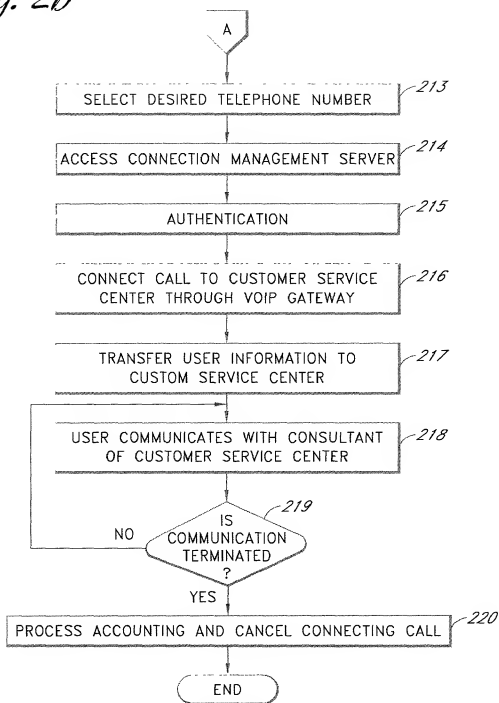 g. 2b
A
SELECT DESIRED TELEPHONE NUMBER
213
ACCESS CONNECTION MANAGEMENT SERVER
214
AUTHENTICATION
215
CONNECT CALL TO CUSTOMER SERVICE
CENTER THROUGH VOIP GATEWAY
216
TRANSFER USER INFORMATION TO
CUSTOM SERVICE CENTER
217
USER COMMUNICATES WITH CONSULTANT
OF CUSTOMER SERVICE CENTER
218
219
IS
COMMUNICATION
TERMINATED
?
NO
YES
PROCESS ACCOUNTING AND CANCEL CONNECTING CALL
220
END